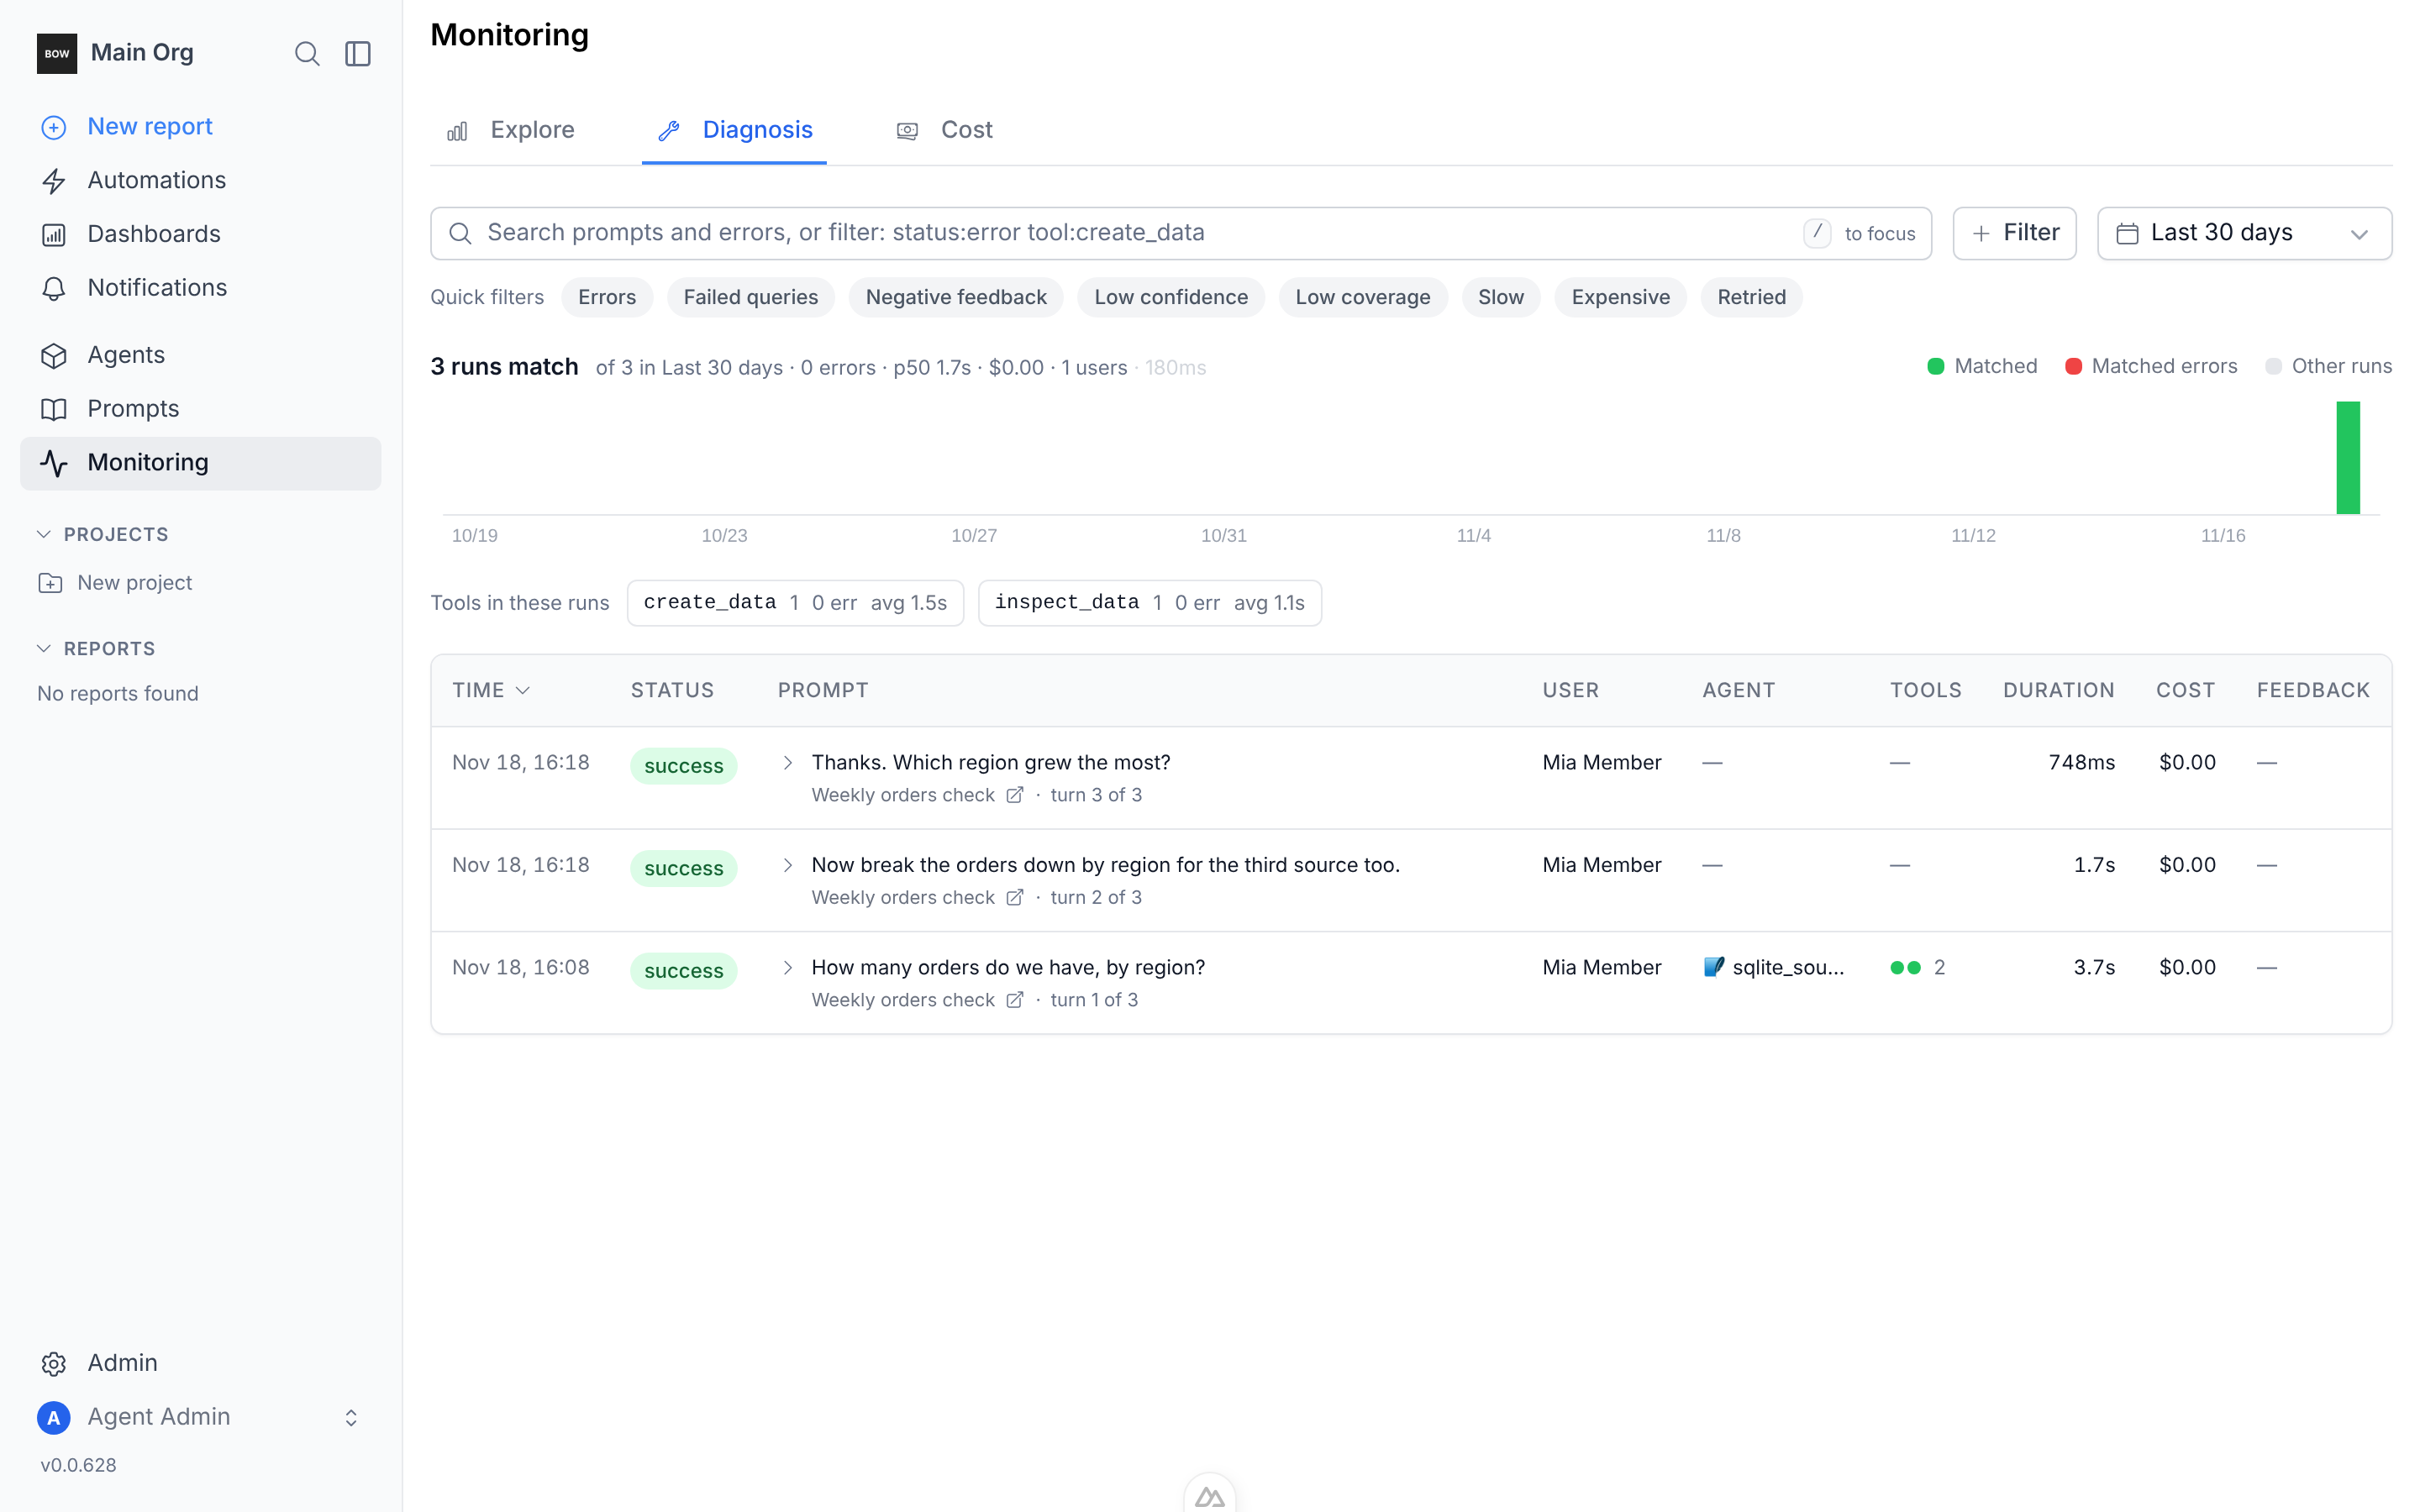 BOW Main Org
New report
Automations
Dashboards
Notifications
Agents
Prompts
Monitoring
PROJECTS
New project
REPORTS
No reports found
Admin
A Agent Admin
v0.0.628
Monitoring
Explore Diagnosis Cost
Search prompts and errors, or filter: status:error tool:create_data / to focus Filter Last 30 days
Quick filters Errors Failed queries Negative feedback Low confidence Low coverage Slow Expensive Retried
3 runs match of 3 in Last 30 days · 0 errors · p50 1.7s · $0.00 · 1 users · 180ms Matched Matched errors Other runs
10/19 10/23 10/27 10/31 11/4 11/8 11/12 11/16
Tools in these runs create_data 1 0 err avg 1.5s inspect_data 1 0 err avg 1.1s
TIME STATUS PROMPT USER AGENT TOOLS DURATION COST FEEDBACK
Nov 18, 16:18 success Thanks. Which region grew the most? Mia Member — — 748ms $0.00 —
Weekly orders check · turn 3 of 3
Nov 18, 16:18 success Now break the orders down by region for the third source too. Mia Member — — 1.7s $0.00 —
Weekly orders check · turn 2 of 3
Nov 18, 16:08 success How many orders do we have, by region? Mia Member sqlite_sou... 2 3.7s $0.00 —
Weekly orders check · turn 1 of 3